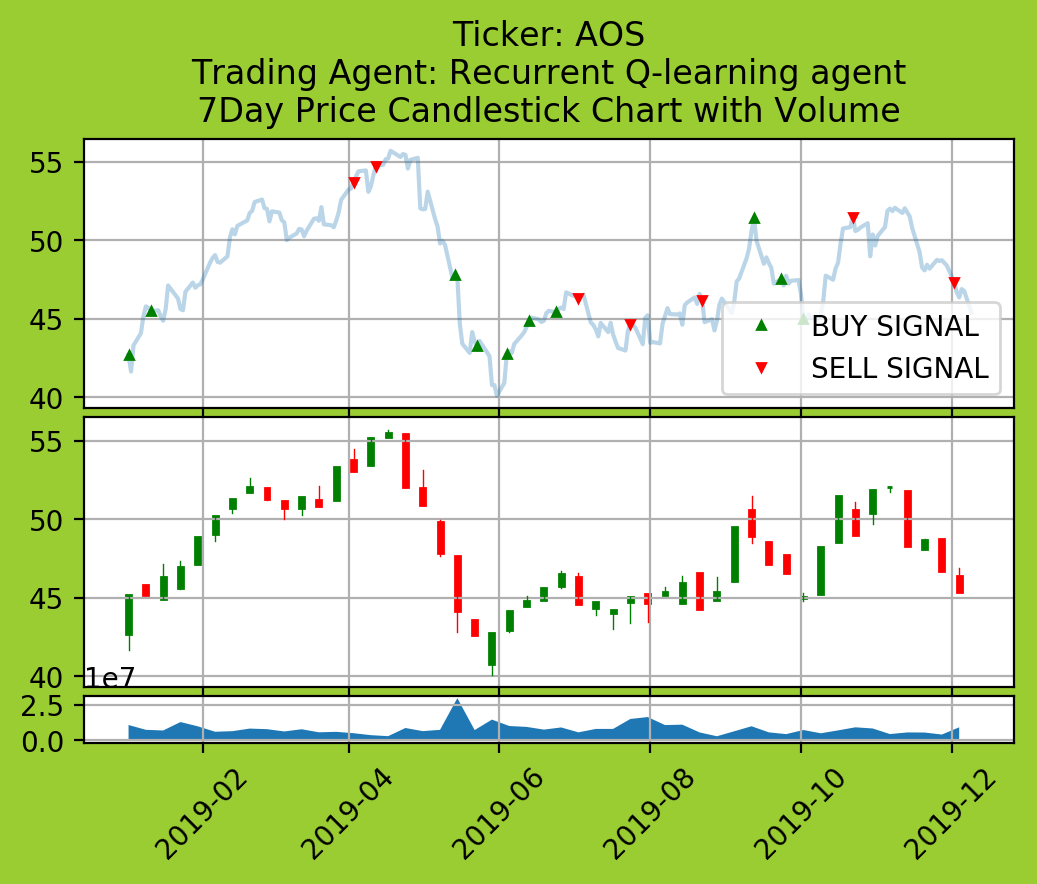 Ticker: AOS
Trading Agent: Recurrent Q-learning agent
7Day Price Candlestick Chart with Volume
55
50
45
40
BUY SIGNAL
SELL SIGNAL
55
50
45
40
1e7
2.5
0.0
2019-02
2019-04
2019-06
2019-08
2019-10
2019-12